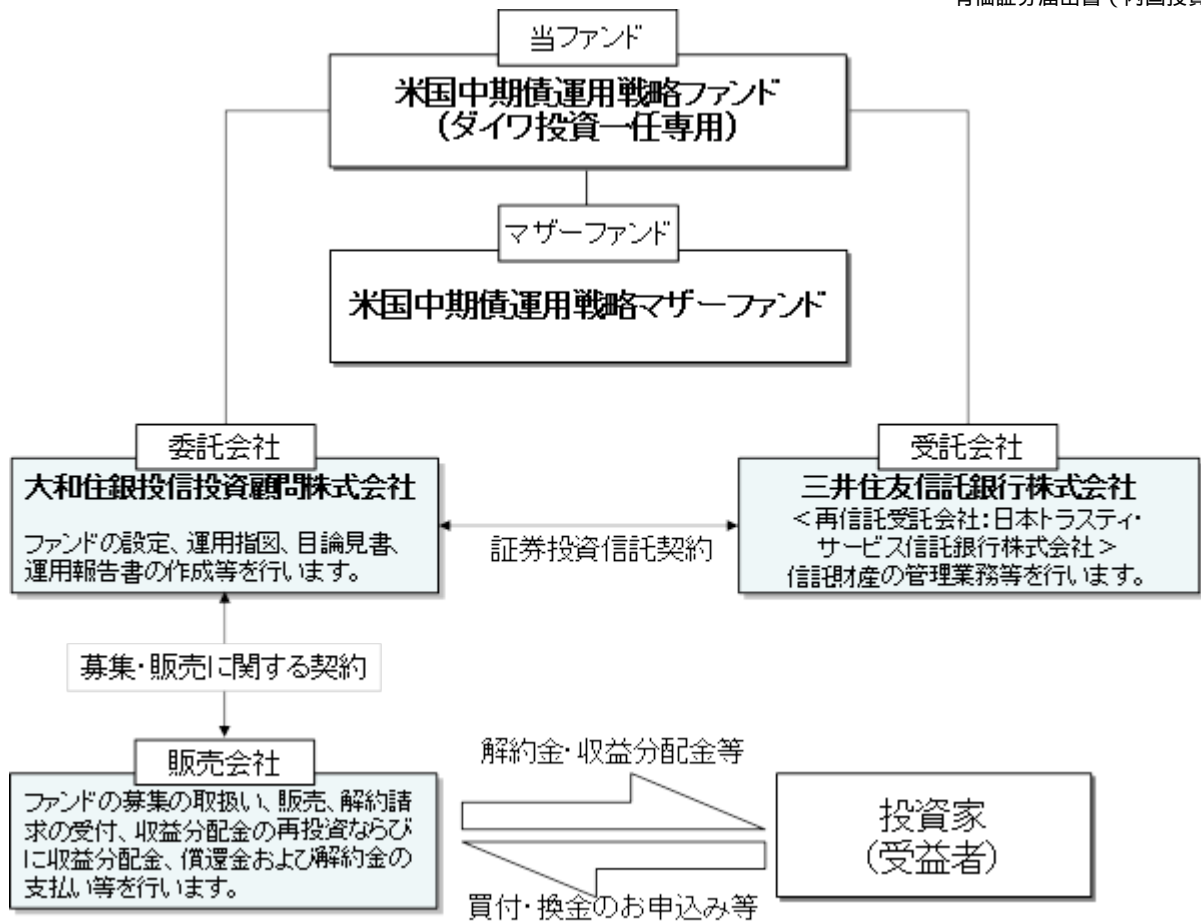 有価証券届出書(内国投資
当ファンド
米国中期債運用戦略ファンド
(ダイワ投資一任専用)
マザーファンド
米国中期債運用戦略マザーファンド
委託会社
大和住銀投信投資顧問株式会社
ファンドの設定、運用指図、目論見書、
運用報告書の作成等を行います。
証券投資信託契約
受託会社
三井住友信託銀行株式会社
<再信託受託会社:日本トラスティ・
サービス信託銀行株式会社>
信託財産の管理業務等を行います。
募集・販売に関する契約
販売会社
ファンドの募集の取扱い、販売、解約請
求の受付、収益分配金の再投資ならび
に収益分配金、償還金および解約金の
支払い等を行います。
解約金・収益分配金等
買付・換金のお申込み等
投資家
(受益者)